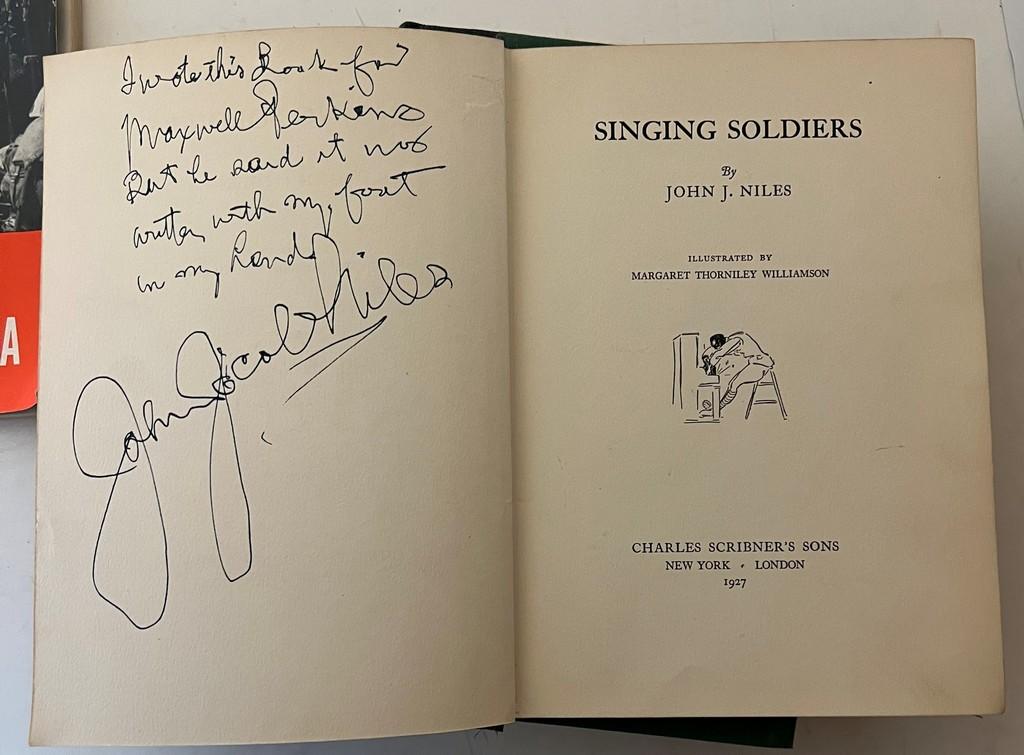 A
I wrote this Book for
Maxwell Perkins
But he said it was
written with my foot
in my hand
John Jacob Niles
SINGING SOLDIERS
By
JOHN J. NILES
ILLUSTRATED BY
MARGARET THORNILEY WILLIAMSON
CHARLES SCRIBNER'S SONS
NEW YORK · LONDON
1927